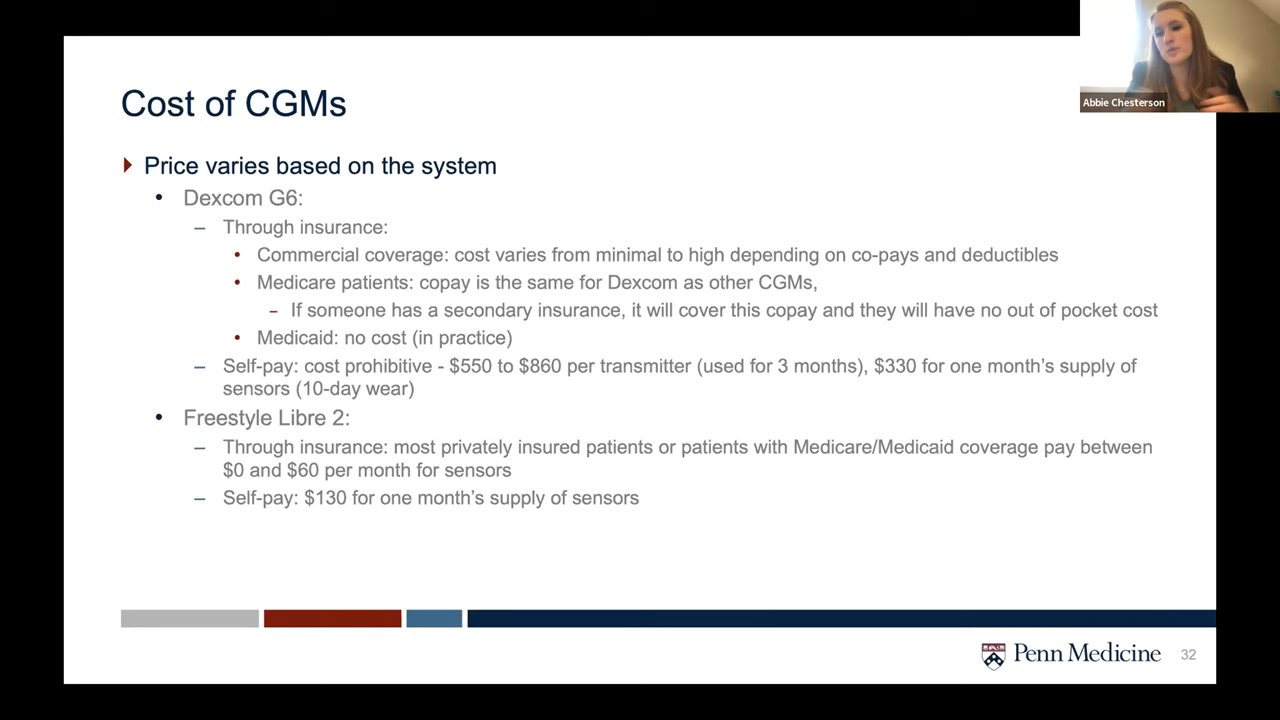 Cost of CGMs
Abbie Chesterson
Price varies based on the system
• Dexcom G6:
– Through insurance:
• Commercial coverage: cost varies from minimal to high depending on co-pays and deductibles
• Medicare patients: copay is the same for Dexcom as other CGMs,
– If someone has a secondary insurance, it will cover this copay and they will have no out of pocket cost
• Medicaid: no cost (in practice)
– Self-pay: cost prohibitive - $550 to $860 per transmitter (used for 3 months), $330 for one month’s supply of
sensors (10-day wear)
• Freestyle Libre 2:
– Through insurance: most privately insured patients or patients with Medicare/Medicaid coverage pay between
$0 and $60 per month for sensors
– Self-pay: $130 for one month’s supply of sensors
Penn Medicine
32